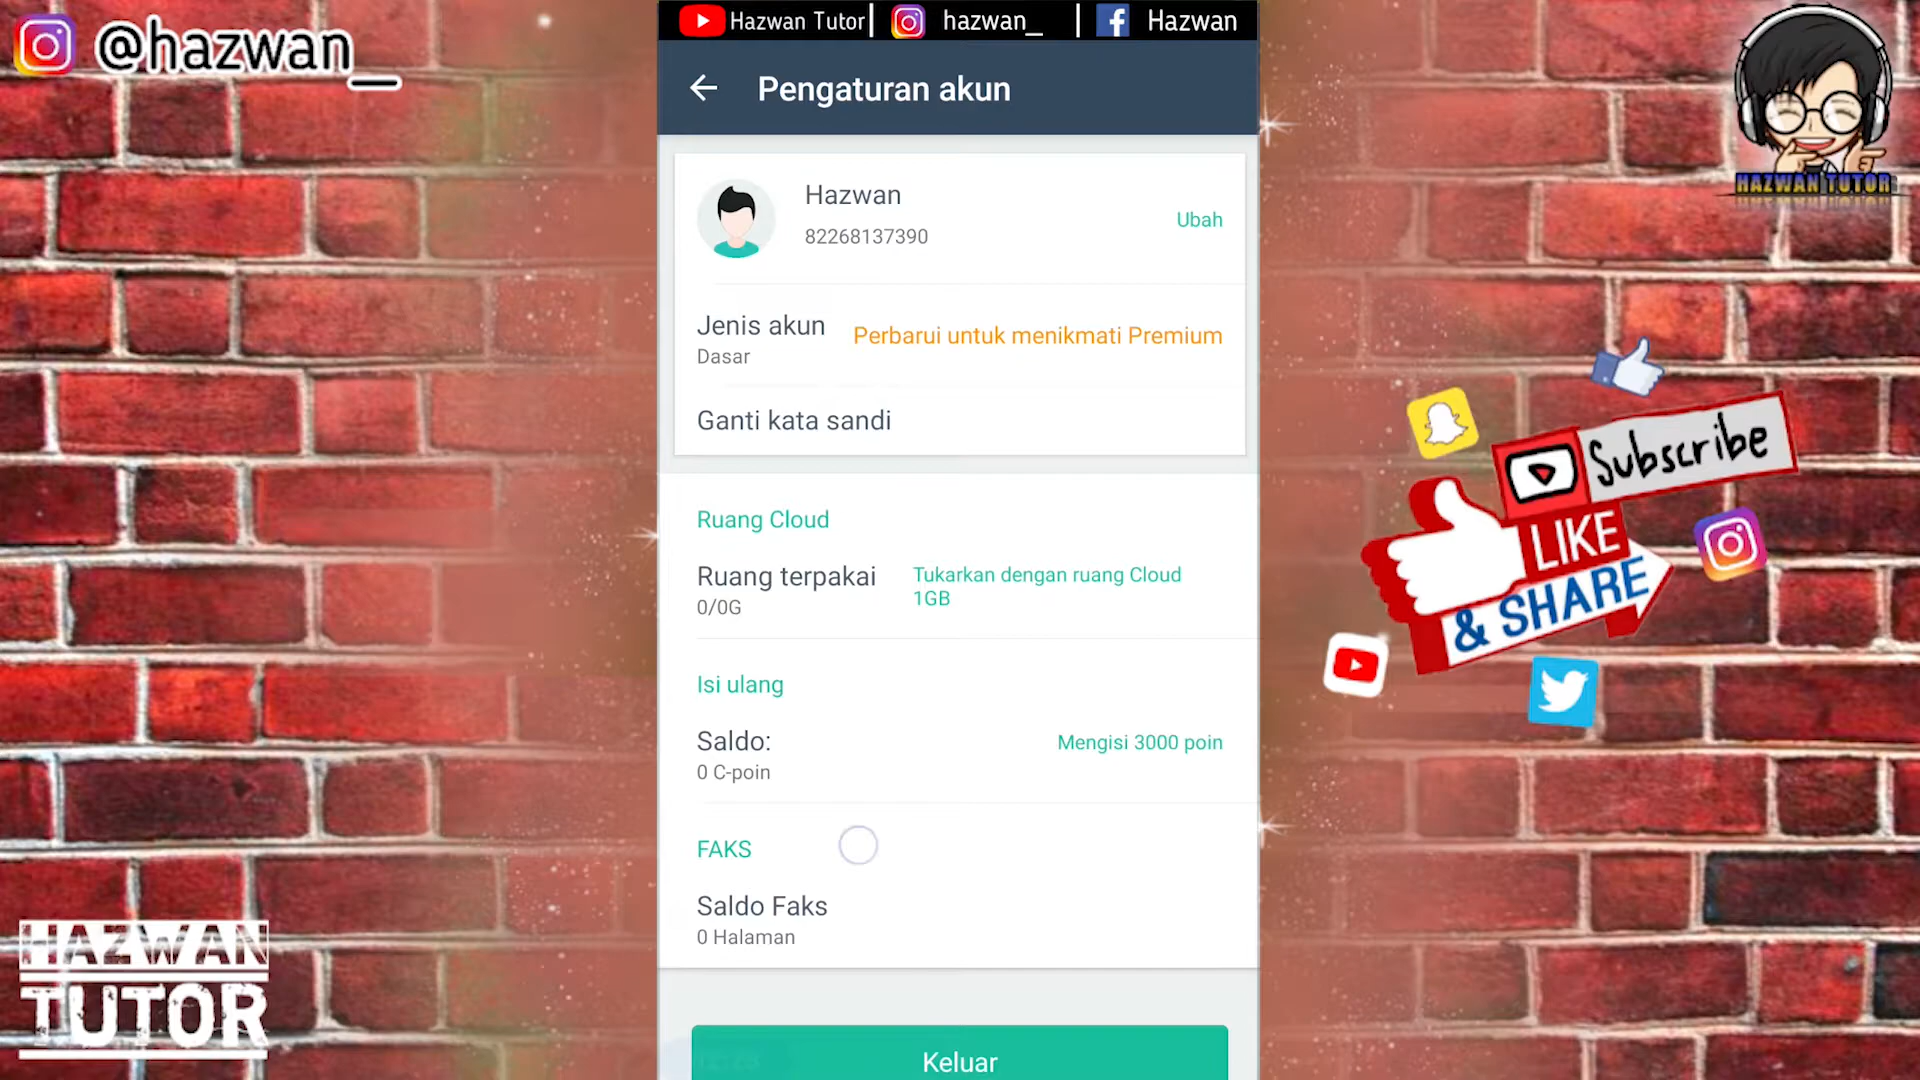 @hazwan_
Hazwan Tutor | hazwan_ | Hazwan
HAZWAN TUTOR
Pengaturan akun
Hazwan
82268137390
Ubah
Jenis akun
Dasar
Perbarui untuk menikmati Premium
Ganti kata sandi
Ruang Cloud
Ruang terpakai
0/0G
Tukarkan dengan ruang Cloud
1GB
Isi ulang
Saldo:
0 C-poin
Mengisi 3000 poin
FAKS
Saldo Faks
0 Halaman
Keluar
Subscribe
LIKE
& SHARE
HAZWAN
TUTOR